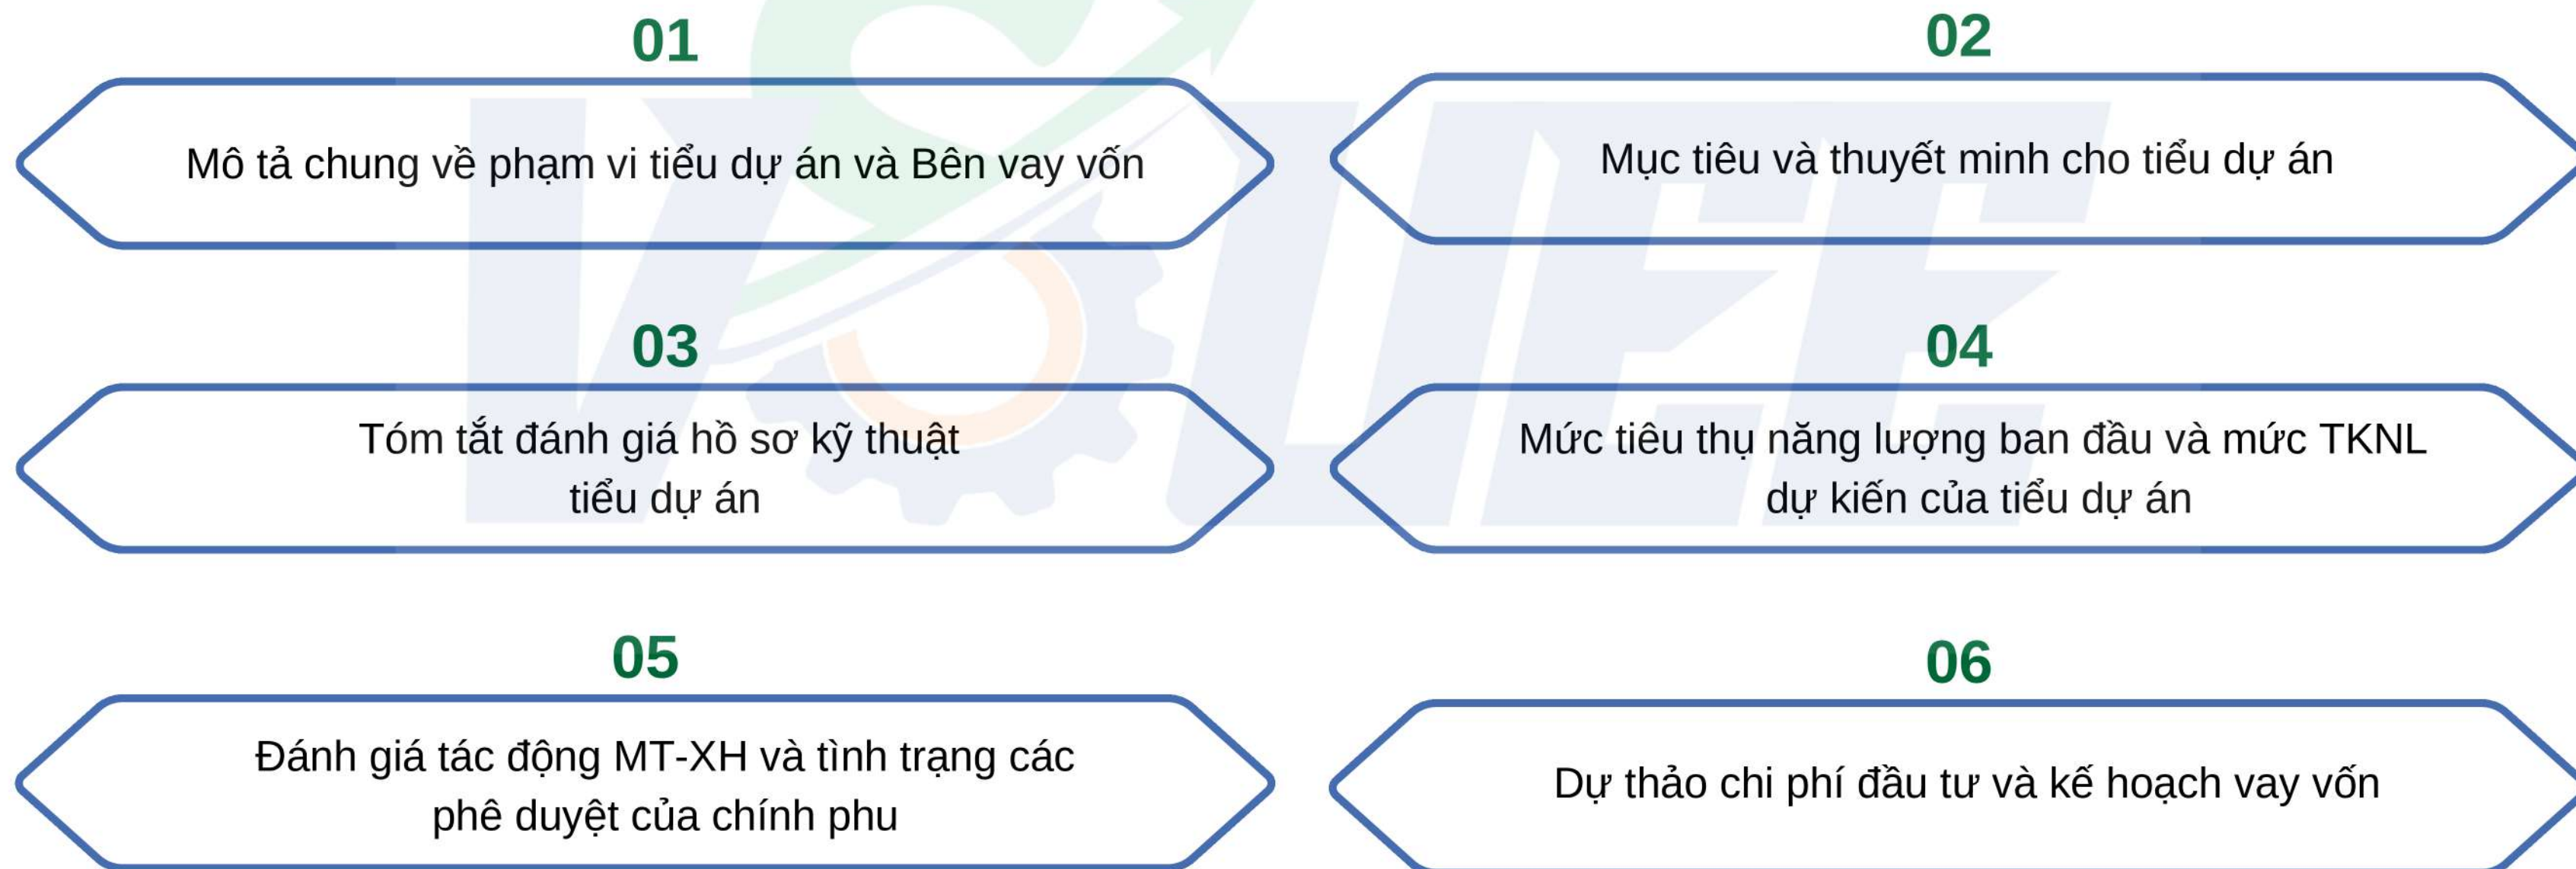 01
Mô tả chung về phạm vi tiểu dự án và Bên vay vốn
02
Mục tiêu và thuyết minh cho tiểu dự án
03
Tóm tắt đánh giá hồ sơ kỹ thuật
tiểu dự án
04
Mức tiêu thụ năng lượng ban đầu và mức TKNL
dự kiến của tiểu dự án
05
Đánh giá tác động MT-XH và tình trạng các
phê duyệt của chính phu
06
Dự thảo chi phí đầu tư và kế hoạch vay vốn
VSUEE